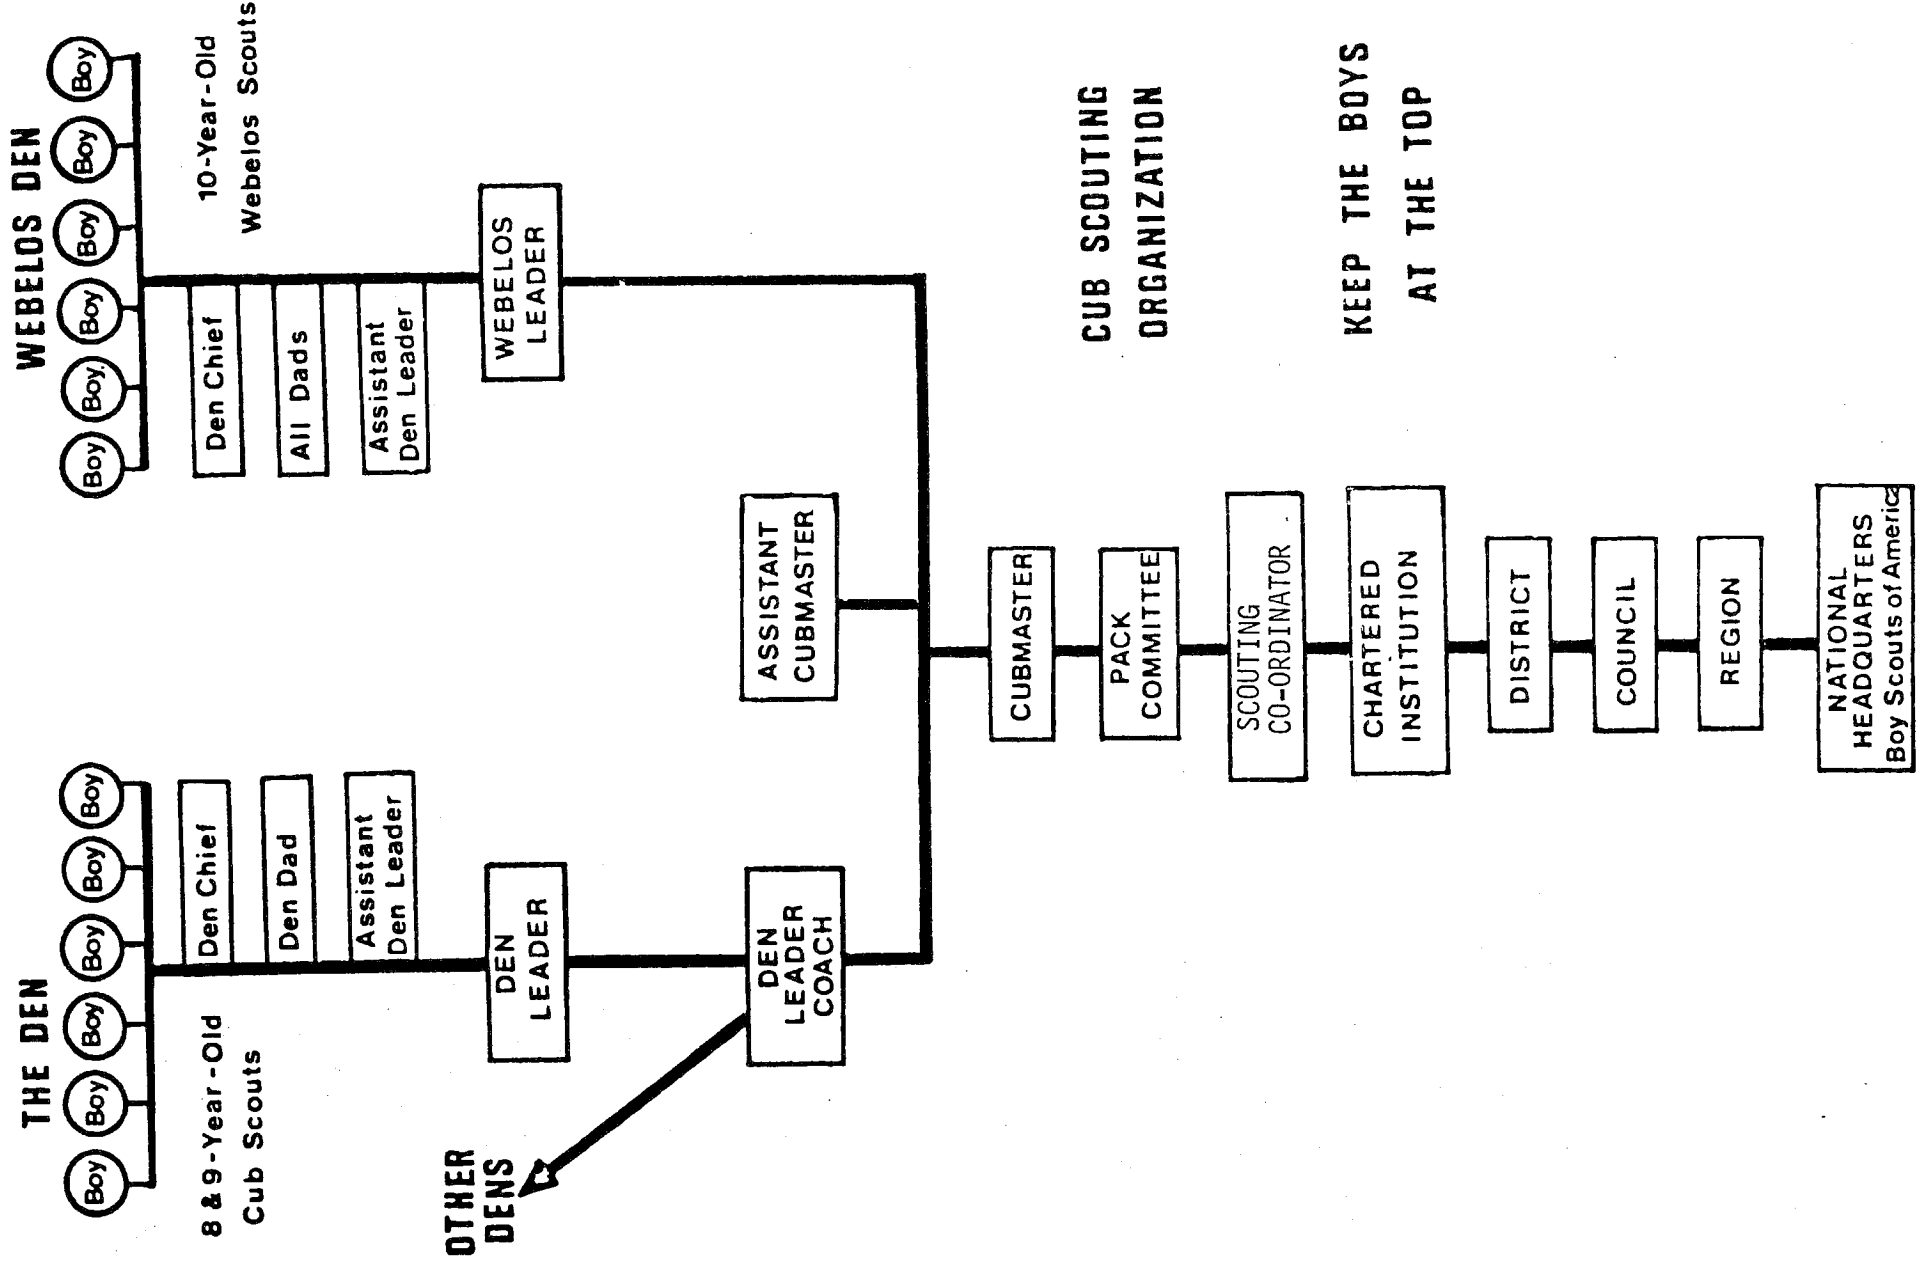 THE DEN
Boy
Boy
Boy
Boy
Boy
Boy
8 & 9-Year-Old
Cub Scouts
Den Chief
Den Dad
Assistant
Den Leader
DEN
LEADER
OTHER
DENS
DEN
LEADER
COACH
WEBELOS DEN
Boy
Boy
Boy
Boy
Boy
Boy
Den Chief
All Dads
Assistant
Den Leader
10-Year-Old
Webelos Scouts
WEBELOS
LEADER
ASSISTANT
CUBMASTER
CUBMASTER
PACK
COMMITTEE
SCOUTING
CO-ORDINATOR
CHARTERED
INSTITUTION
DISTRICT
COUNCIL
REGION
NATIONAL
HEADQUARTERS
Boy Scouts of America
CUB SCOUTING
ORGANIZATION
KEEP THE BOYS
AT THE TOP